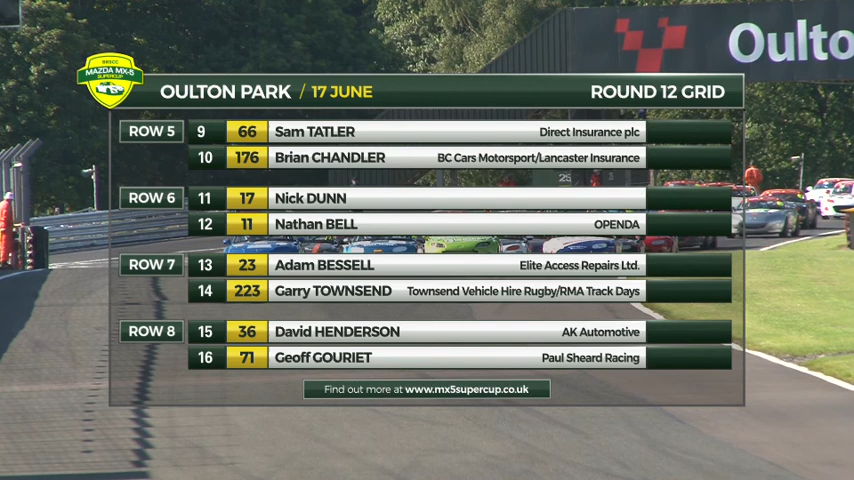 Oulto
BRSCC
MAZDA MX-5
SUPERCUP
OULTON PARK / 17 JUNE ROUND 12 GRID
ROW 5 9 66 Sam TATLER Direct Insurance plc
10 176 Brian CHANDLER BC Cars Motorsport/Lancaster Insurance
ROW 6 11 17 Nick DUNN
12 11 Nathan BELL OPENDA
ROW 7 13 23 Adam BESSELL Elite Access Repairs Ltd.
14 223 Garry TOWNSEND Townsend Vehicle Hire Rugby/RMA Track Days
ROW 8 15 36 David HENDERSON AK Automotive
16 71 Geoff GOURIET Paul Sheard Racing
Find out more at www.mx5supercup.co.uk